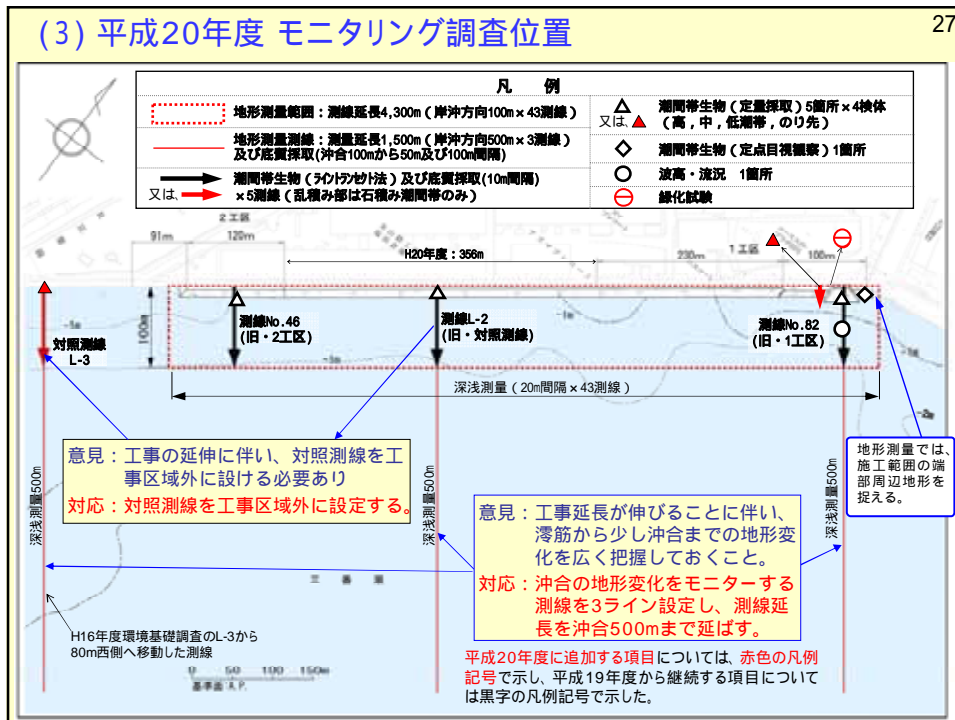 (3) 平成20年度 モニタリング調査位置
27
凡 例
地形測量範囲:測線延長4,300m(岸沖方向100m×43測線)
地形測量測線:測量延長1,500m(岸沖方向500m×3測線)
及び底質採取(沖合100mから50m及び100m間隔)
潮間帯生物(ライントランセクト法)及び底質採取(10m間隔)
又は、 ×5測線(乱積み部は石積み潮間帯のみ)
潮間帯生物(定量採取)5箇所×4検体
又は、 (高,中,低潮帯,のり先)
潮間帯生物(定点目視観察)1箇所
波高・流況 1箇所
緑化試験
2工区
91m
120m
H20年度:356m
230m
1工区
100m
100m
-1m
-1m
-1m
-1m
-2m
対照測線
L-3
測線No.46
(旧・2工区)
測線L-2
(旧・対照測線)
測線No.82
(旧・1工区)
深浅測量(20m間隔×43測線)
意見:工事の延伸に伴い、対照測線を工
事区域外に設ける必要あり
対応:対照測線を工事区域外に設定する。
地形測量では、
施工範囲の端
部周辺地形を
捉える。
深浅測量500m
深浅測量500m
深浅測量500m
意見:工事延長が伸びることに伴い、
澪筋から少し沖合までの地形変
化を広く把握しておくこと。
対応:沖合の地形変化をモニターする
測線を3ライン設定し、測線延
長を沖合500mまで延ばす。
三 番 瀬
H16年度環境基礎調査のL-3から
80m西側へ移動した測線
0 50 100 150m
基準面 A.P.
平成20年度に追加する項目については、赤色の凡例
記号で示し、平成19年度から継続する項目について
は黒字の凡例記号で示した。